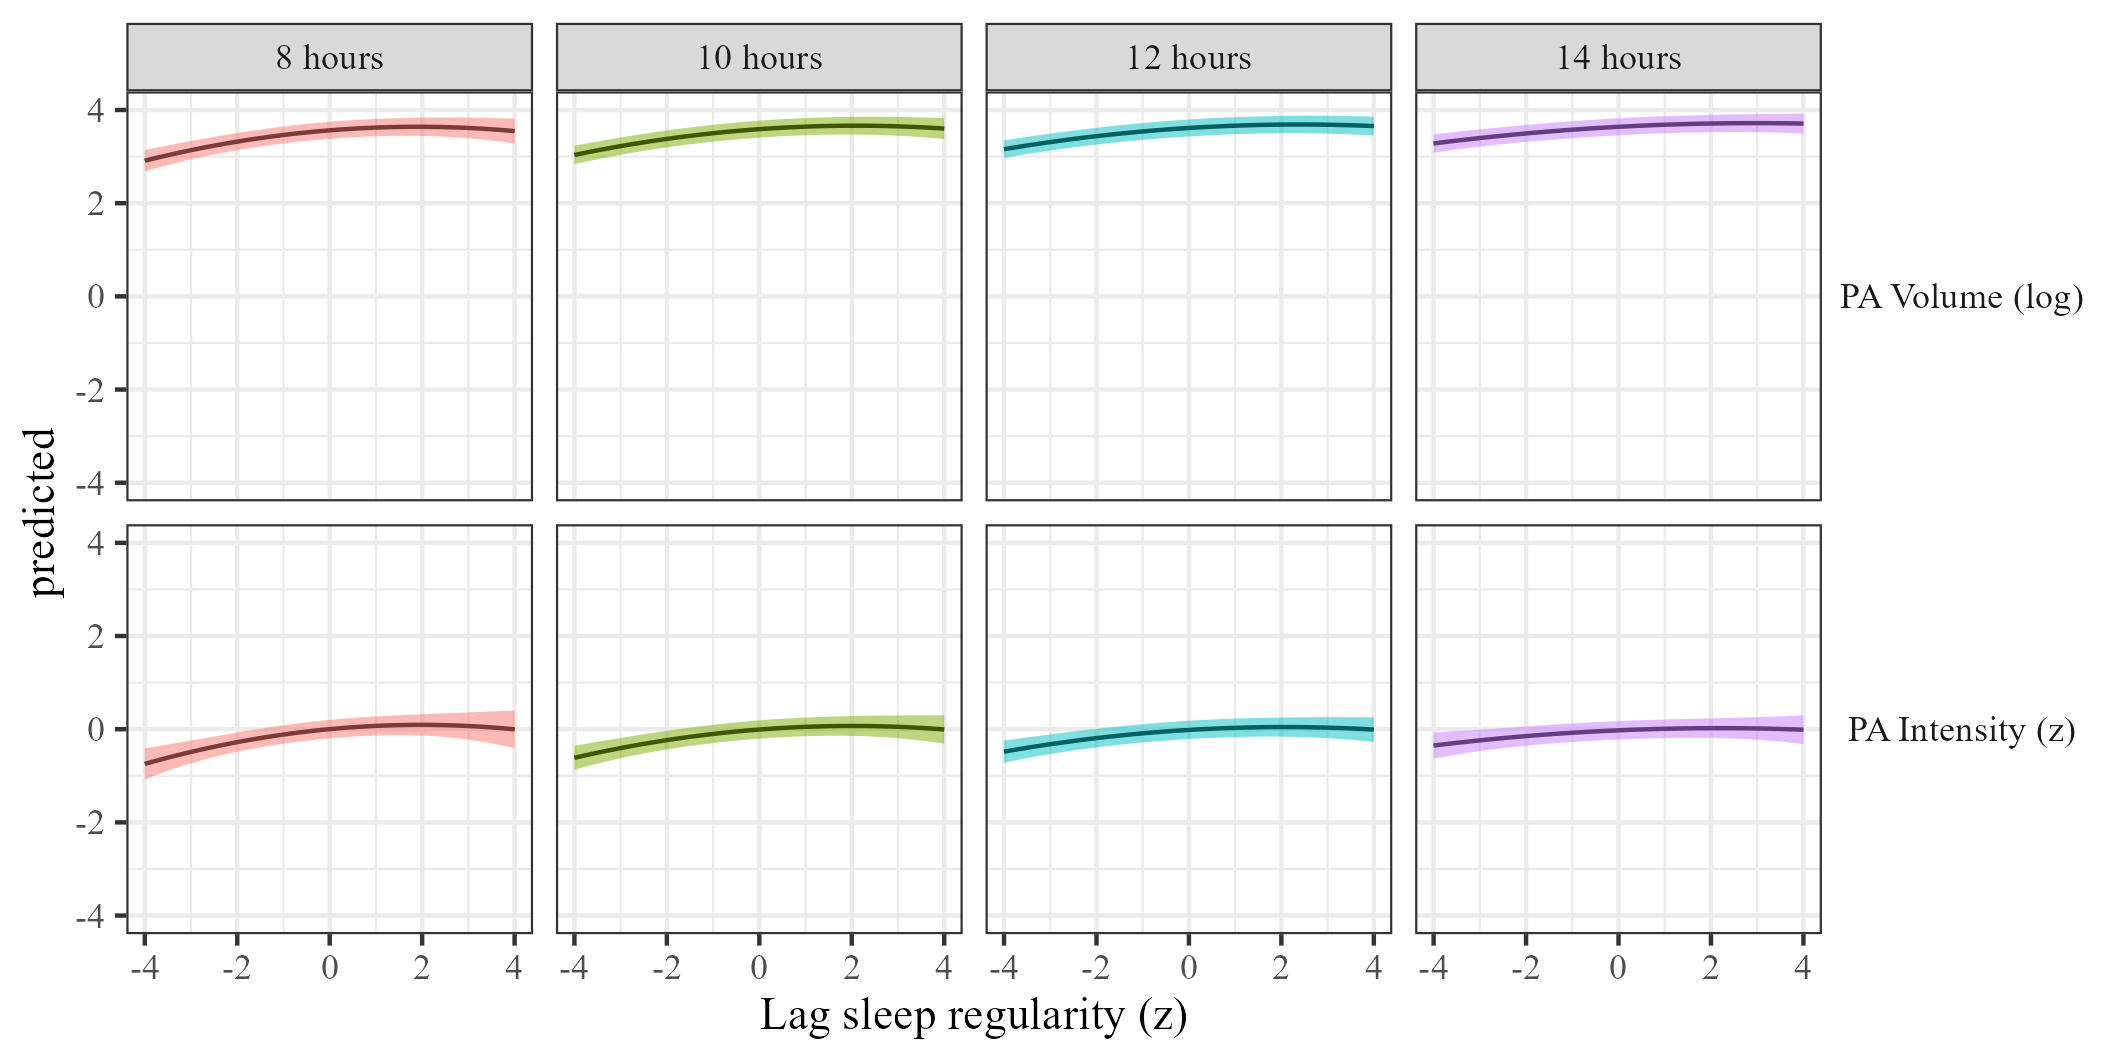 8 hours 10 hours 12 hours 14 hours
4
2
0
-2
-4
PA Volume (log)
predicted
4
2
0
-2
-4
PA Intensity (z)
-4 -2 0 2 4 -4 -2 0 2 4 -4 -2 0 2 4 -4 -2 0 2 4
Lag sleep regularity (z)